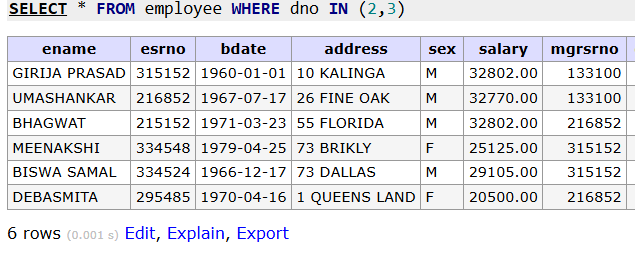 SELECT * FROM employee WHERE dno IN (2,3)
ename esrno bdate address sex salary mgrsrno
GIRIJA PRASAD 315152 1960-01-01 10 KALINGA M 32802.00 133100
UMASHANKAR 216852 1967-07-17 26 FINE OAK M 32770.00 133100
BHAGWAT 215152 1971-03-23 55 FLORIDA M 32802.00 216852
MEENAKSHI 334548 1979-04-25 73 BRIKLY F 25125.00 315152
BISWA SAMAL 334524 1966-12-17 73 DALLAS M 29105.00 315152
DEBASMITA 295485 1970-04-16 1 QUEENS LAND F 20500.00 216852
6 rows (0.001 s) Edit, Explain, Export